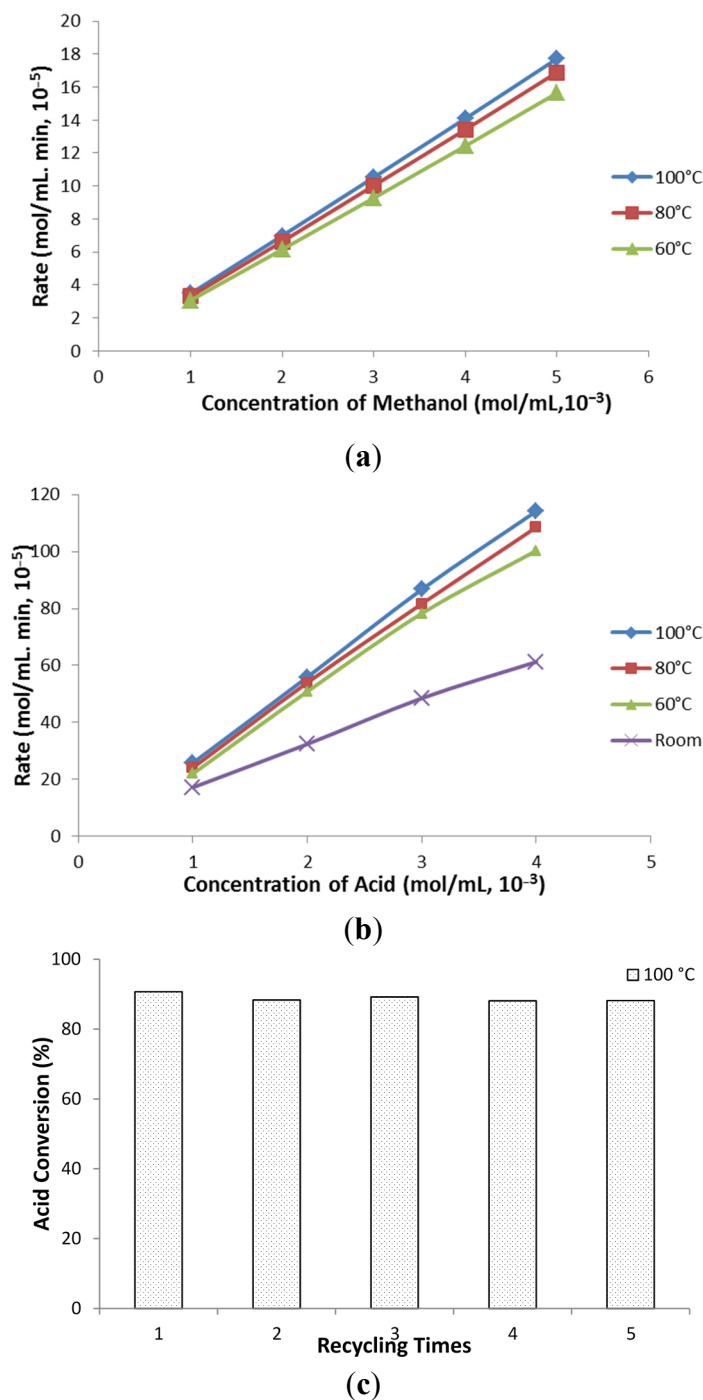 20
18
16
14
12
10
8
6
4
2
0
Rate (mol/mL. min, 10⁻⁵)
0 1 2 3 4 5 6
Concentration of Methanol (mol/mL,10⁻³)
100°C
80°C
60°C
(a)
120
100
80
60
40
20
0
Rate (mol/mL. min, 10⁻⁵)
0 1 2 3 4 5
Concentration of Acid (mol/mL, 10⁻³)
100°C
80°C
60°C
Room
(b)
100
80
60
40
20
0
Acid Conversion (%)
100 °C
1 2 3 4 5
Recycling Times
(c)